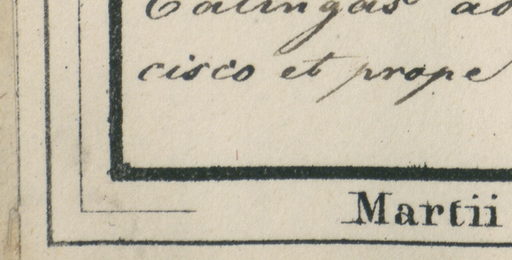 Catingas ad
cisco et prope
Martii